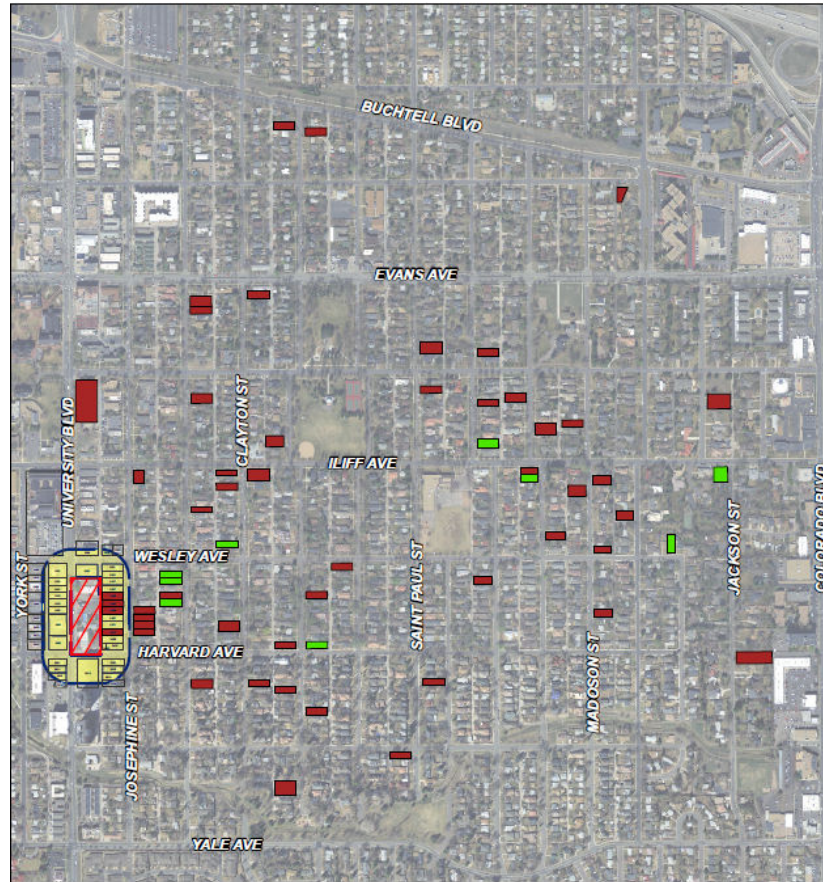 BUCHTELL BLVD
EVANS AVE
CLAYTON ST
UNIVERSITY BLVD
ILIFF AVE
COLORADO BLVD
JACKSON ST
WESLEY AVE
YORK ST
SAINT PAUL ST
HARVARD AVE
MADOSON ST
JOSEPHINE ST
YALE AVE